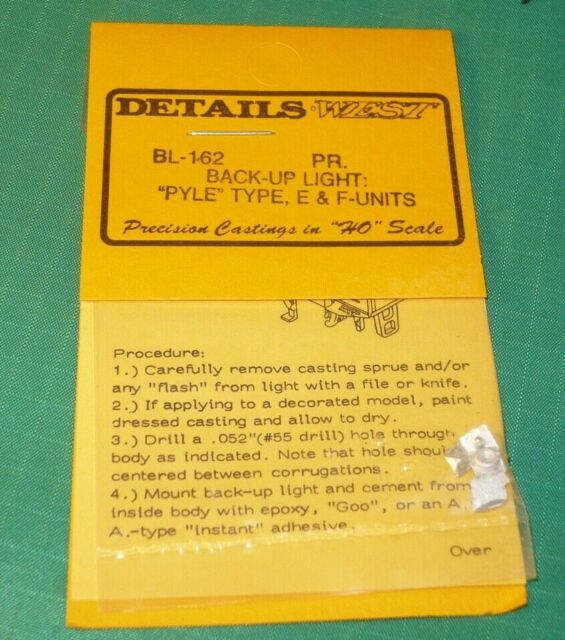 DETAILS WEST
BL-162 PR.
BACK-UP LIGHT:
"PYLE" TYPE, E & F-UNITS
Precision Castings in "HO" Scale
Procedure:
1.) Carefully remove casting sprue and/or
any "flash" from light with a file or knife.
2.) If applying to a decorated model, paint
dressed casting and allow to dry.
3.) Drill a .052"(#55 drill) hole through
body as indicated. Note that hole should
centered between corrugations.
4.) Mount back-up light and cement from
inside body with epoxy, "Goo", or an A.
A.-type "instant" adhesive.
Over